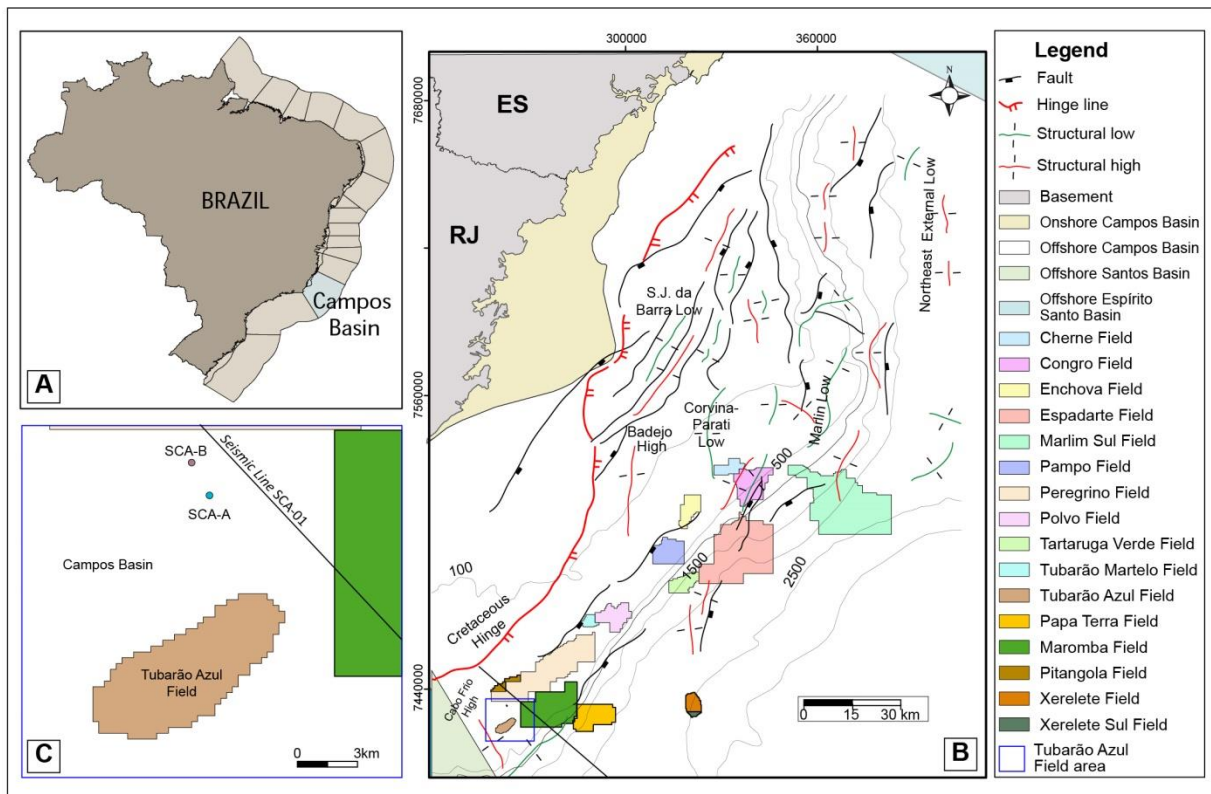 BRAZIL
Campos
Basin
A
SCA-B
SCA-A
Seismic Line SCA-01
Campos Basin
Tubarão Azul
Field
0 3km
C
300000 360000
7680000
7560000
7440000
ES
RJ
N
S.J. da
Barra Low
Northeast External Low
Badejo
High
Corvina-
Parati
Low
Marlin Low
500
1500
2500
100
Cretaceous
Hinge
Cabo Frio
High
0 15 30 km
B
Legend
Fault
Hinge line
Structural low
Structural high
Basement
Onshore Campos Basin
Offshore Campos Basin
Offshore Santos Basin
Offshore Espírito
Santo Basin
Cherne Field
Congro Field
Enchova Field
Espadarte Field
Marlim Sul Field
Pampo Field
Peregrino Field
Polvo Field
Tartaruga Verde Field
Tubarão Martelo Field
Tubarão Azul Field
Papa Terra Field
Maromba Field
Pitangola Field
Xerelete Field
Xerelete Sul Field
Tubarão Azul
Field area